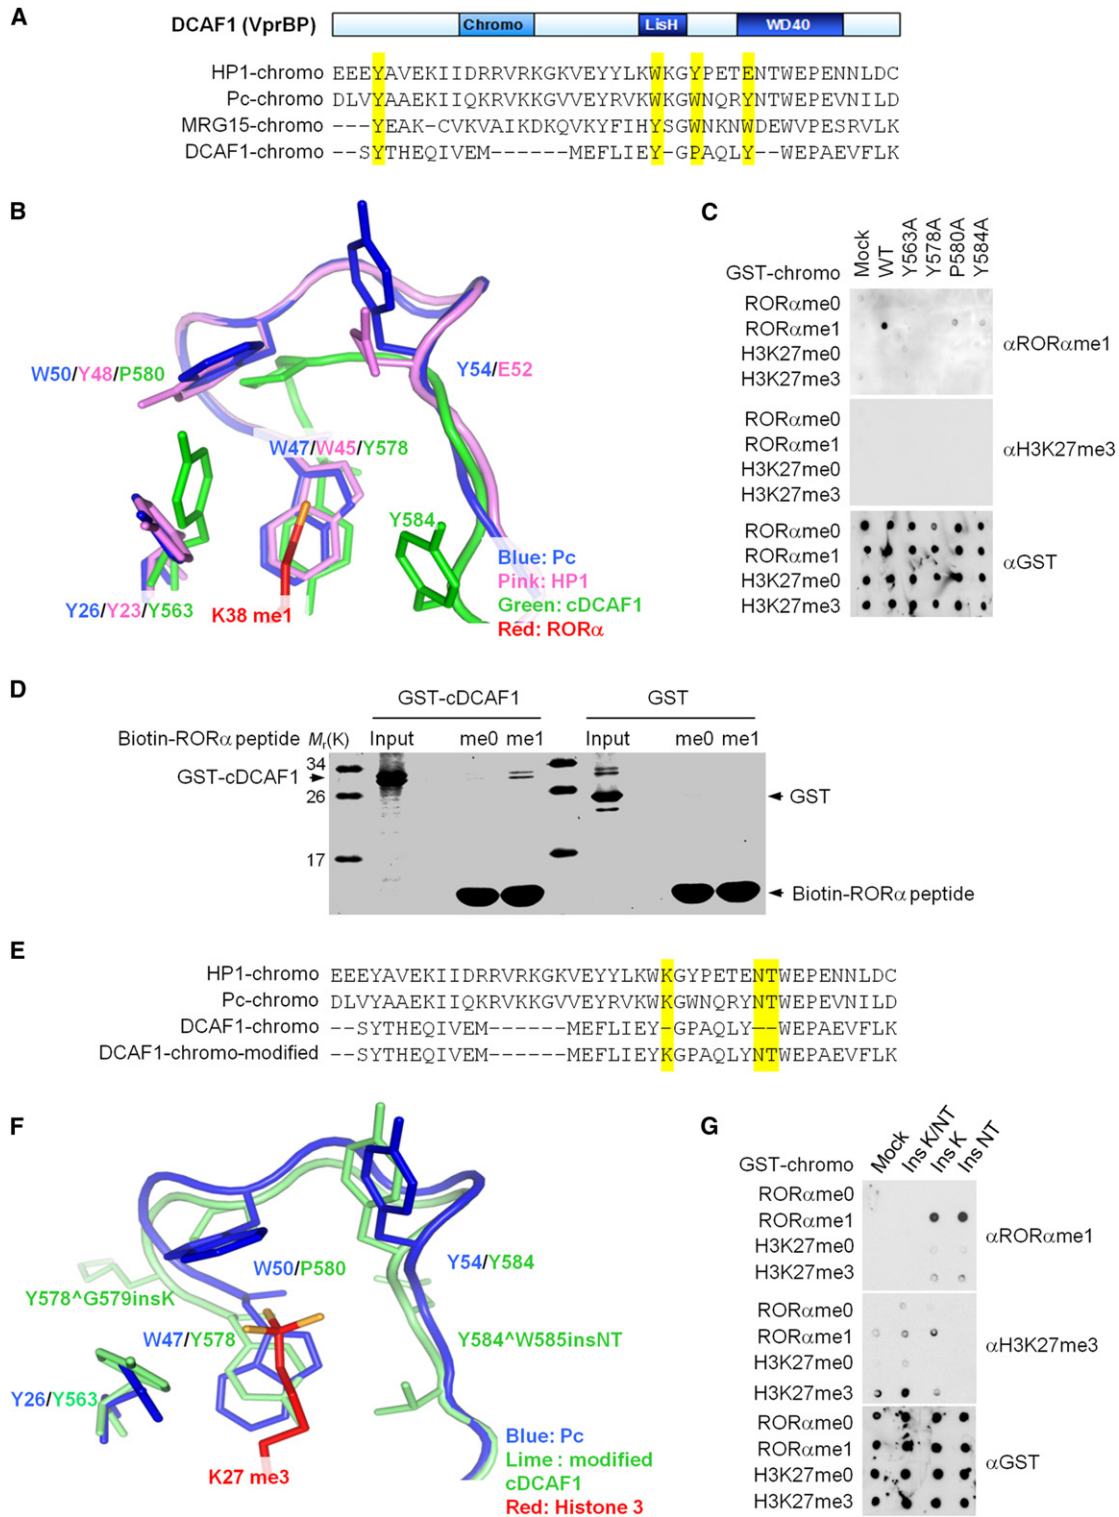 A
DCAF1 (VprBP)
Chromo
LisH
WD40
HP1-chromo EEEYAVEKIIDRRVRKGKVEYYLKWKGYPETENTWEPENNLDC
Pc-chromo DLVYAAEKIIQKRVKKGVVEYRVKWKGWNQRYNTWEPEVNILD
MRG15-chromo ---YEAK-CVKVAIKDKQVKYFIHYSGWNKNWDEWVPESRVLK
DCAF1-chromo --SYTHEQIVEM------MEFLIEY-GPAQLY--WEPAEVFLK
B
W50/Y48/P580
Y54/E52
W47/W45/Y578
Y584
Y26/Y23/Y563
K38 me1
Blue: Pc
Pink: HP1
Green: cDCAF1
Red: RORα
C
GST-chromo
Mock
WT
Y563A
Y578A
P580A
Y584A
RORαme0
RORαme1
H3K27me0
H3K27me3
αRORαme1
RORαme0
RORαme1
H3K27me0
H3K27me3
αH3K27me3
RORαme0
RORαme1
H3K27me0
H3K27me3
αGST
D
GST-cDCAF1
GST
Biotin-RORα peptide Mr(K) Input me0 me1 Input me0 me1
34
GST-cDCAF1
26
GST
17
Biotin-RORα peptide
E
HP1-chromo EEEYAVEKIIDRRVRKGKVEYYLKWKGYPETENTWEPENNLDC
Pc-chromo DLVYAAEKIIQKRVKKGVVEYRVKWKGWNQRYNTWEPEVNILD
DCAF1-chromo --SYTHEQIVEM------MEFLIEY-GPAQLY--WEPAEVFLK
DCAF1-chromo-modified --SYTHEQIVEM------MEFLIEYKGPAQLYNTWEPAEVFLK
F
W50/P580
Y54/Y584
Y578^G579insK
W47/Y578
Y584^W585insNT
Y26/Y563
K27 me3
Blue: Pc
Lime : modified
cDCAF1
Red: Histone 3
G
GST-chromo
Mock
Ins K/NT
Ins K
Ins NT
RORαme0
RORαme1
H3K27me0
H3K27me3
αRORαme1
RORαme0
RORαme1
H3K27me0
H3K27me3
αH3K27me3
RORαme0
RORαme1
H3K27me0
H3K27me3
αGST